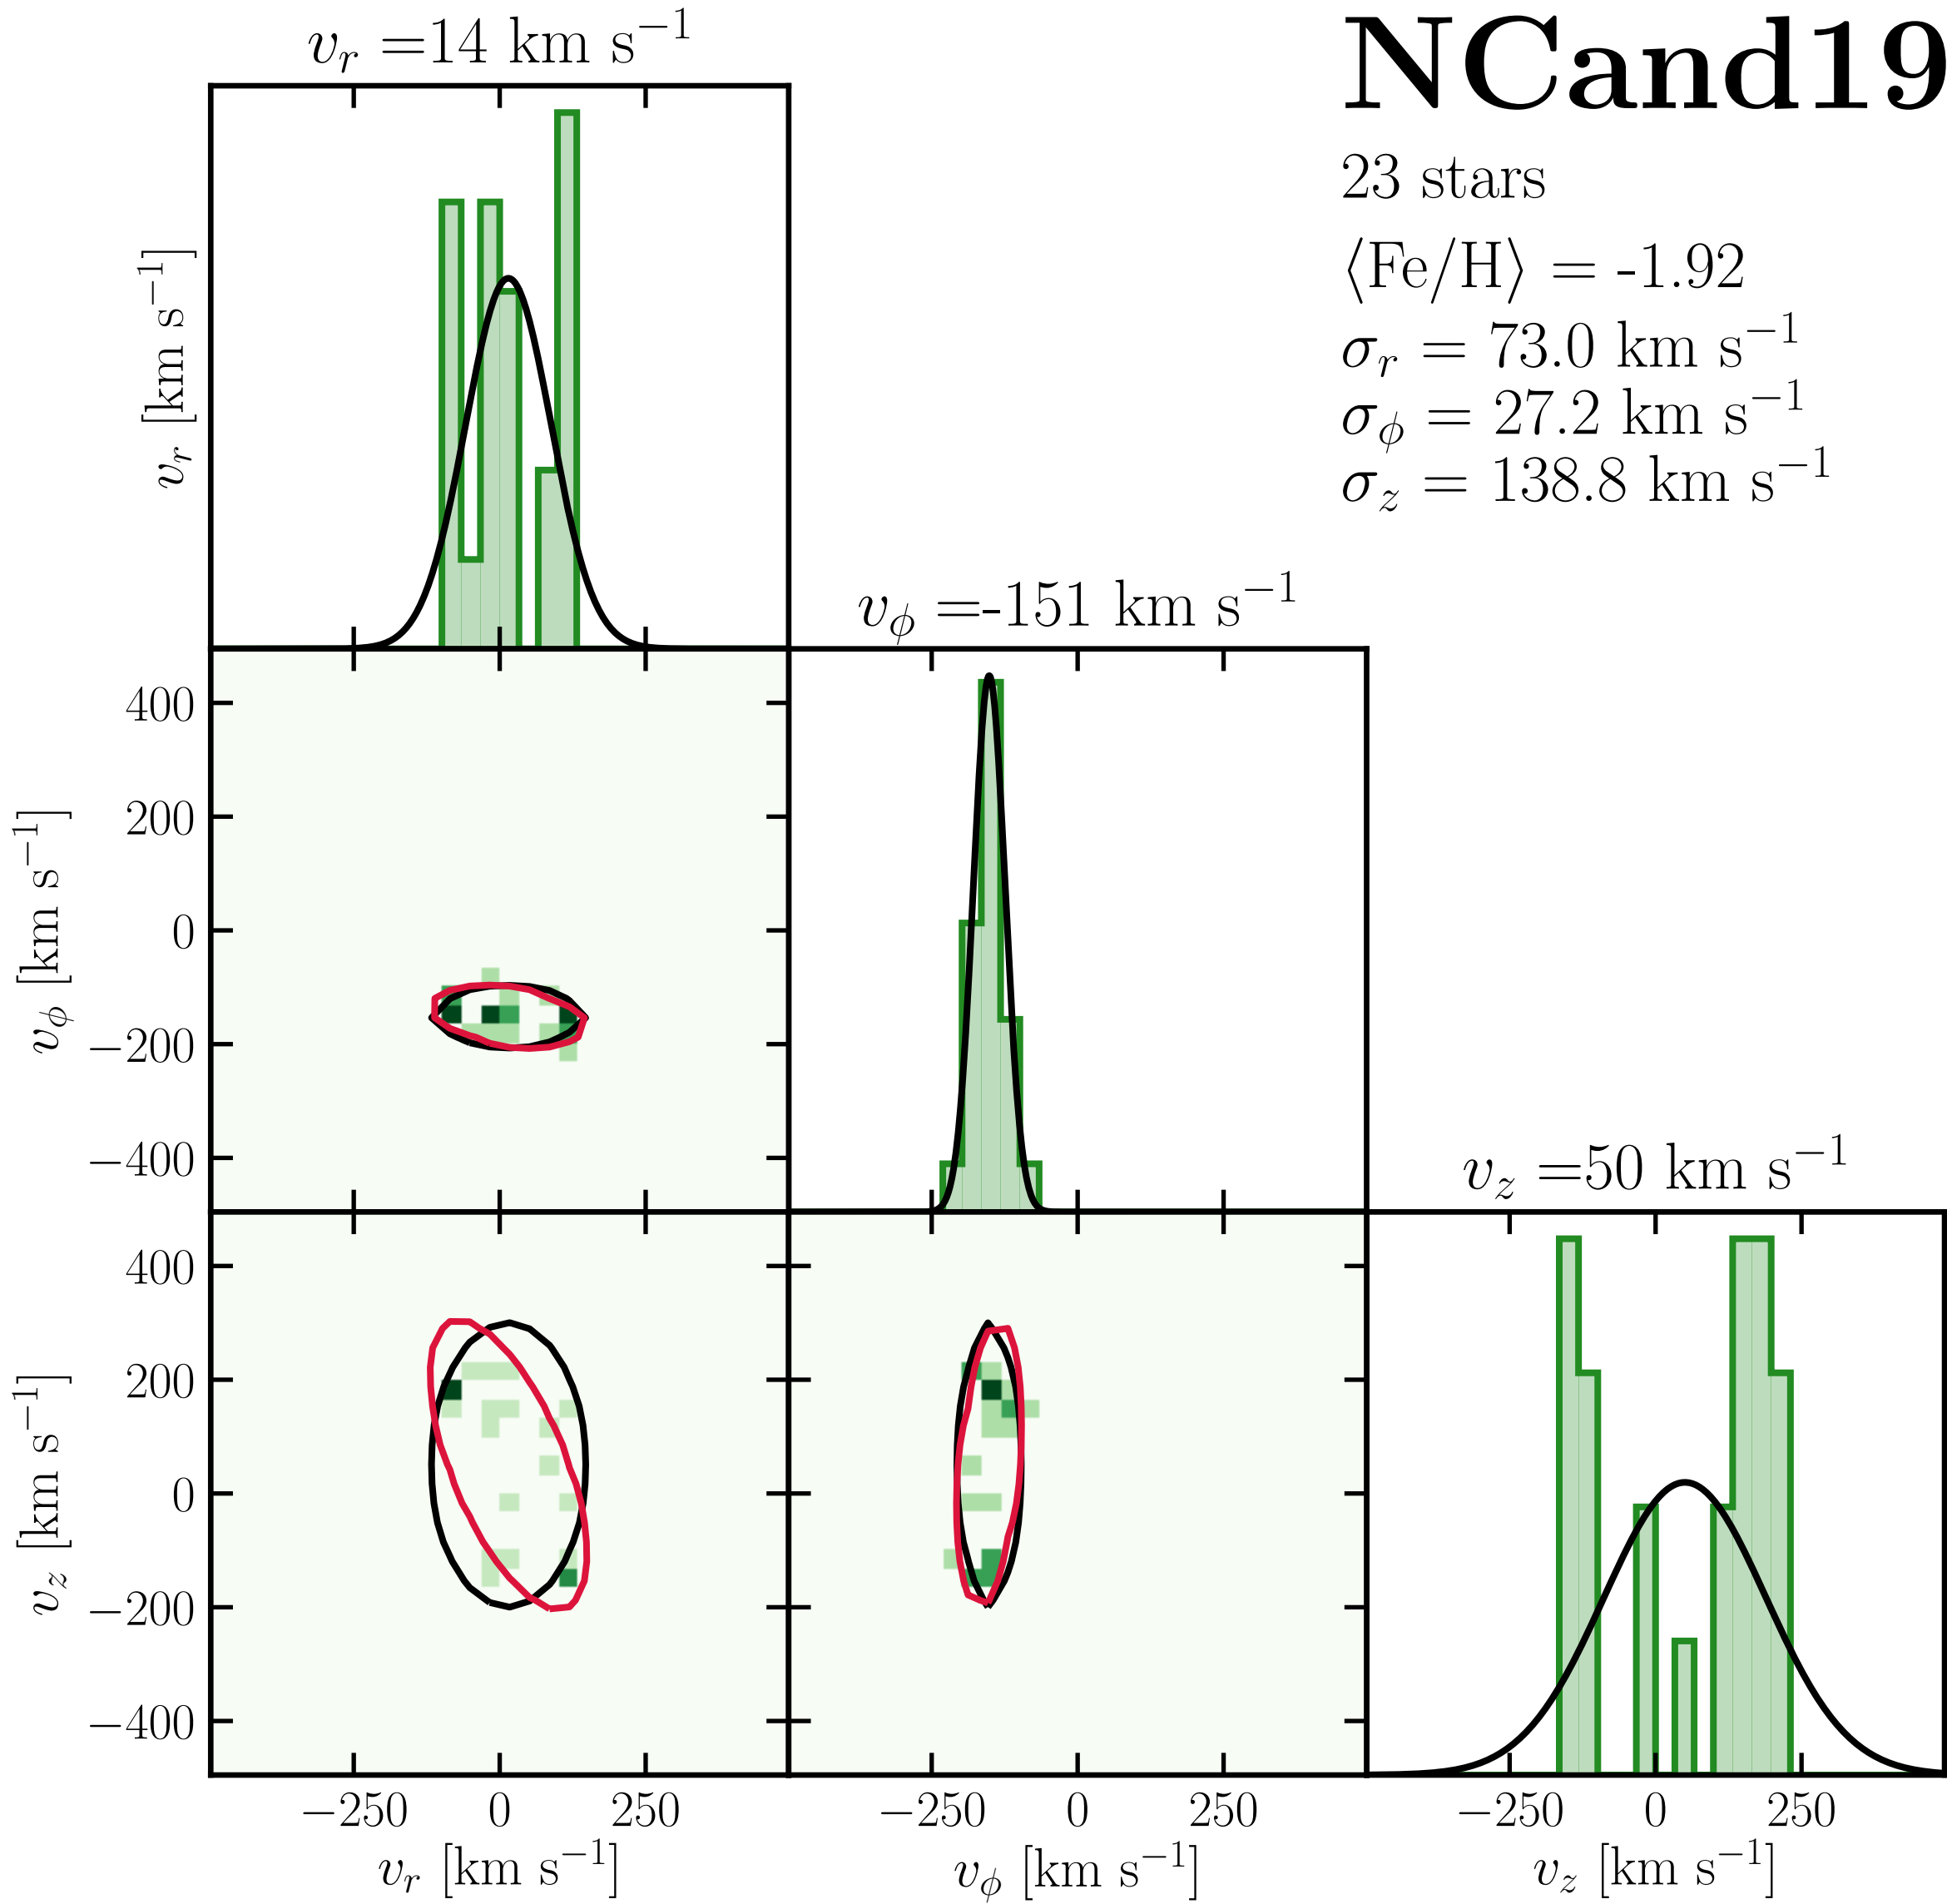 NCand19
23 stars
⟨Fe/H⟩ = -1.92
σ_r = 73.0 km s⁻¹
σ_ϕ = 27.2 km s⁻¹
σ_z = 138.8 km s⁻¹
v_r =14 km s⁻¹
v_r [km s⁻¹]
v_ϕ =-151 km s⁻¹
400
200
0
−200
−400
v_ϕ [km s⁻¹]
v_z =50 km s⁻¹
400
200
0
−200
−400
v_z [km s⁻¹]
−250 0 250
v_r [km s⁻¹]
−250 0 250
v_ϕ [km s⁻¹]
−250 0 250
v_z [km s⁻¹]